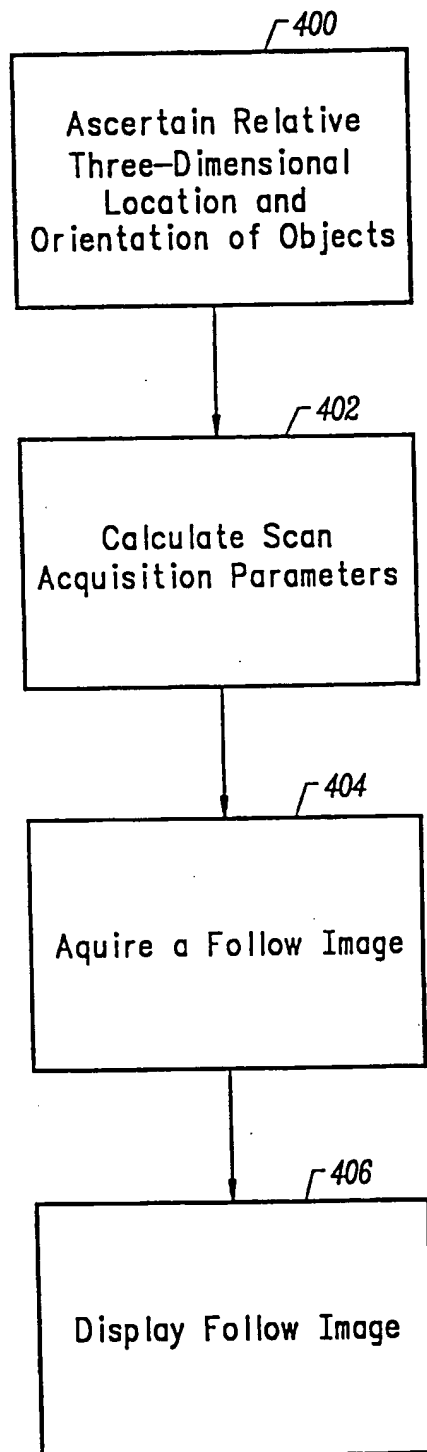 400
Ascertain Relative
Three-Dimensional
Location and
Orientation of Objects
402
Calculate Scan
Acquisition Parameters
404
Aquire a Follow Image
406
Display Follow Image